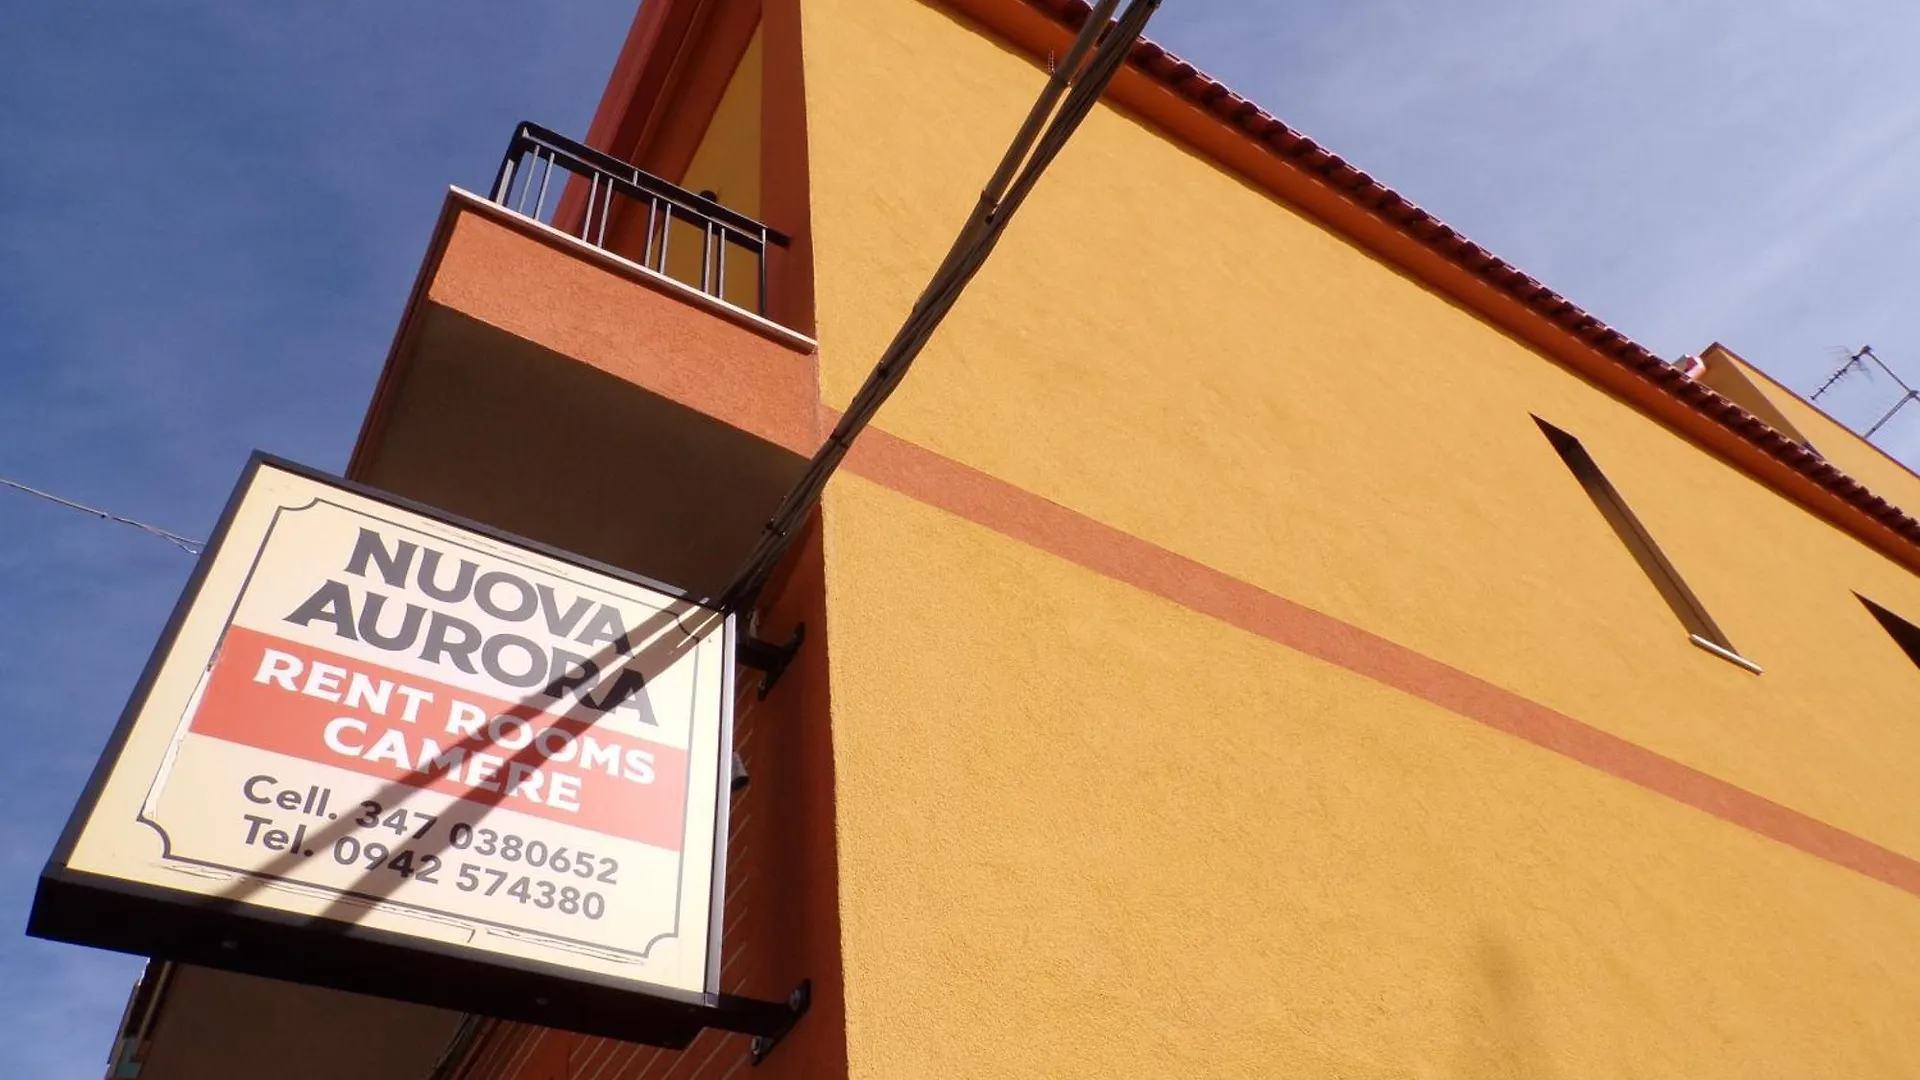 NUOVA
AURORA
RENT ROOMS
CAMERE
Cell. 347 0380652
Tel. 0942 574380